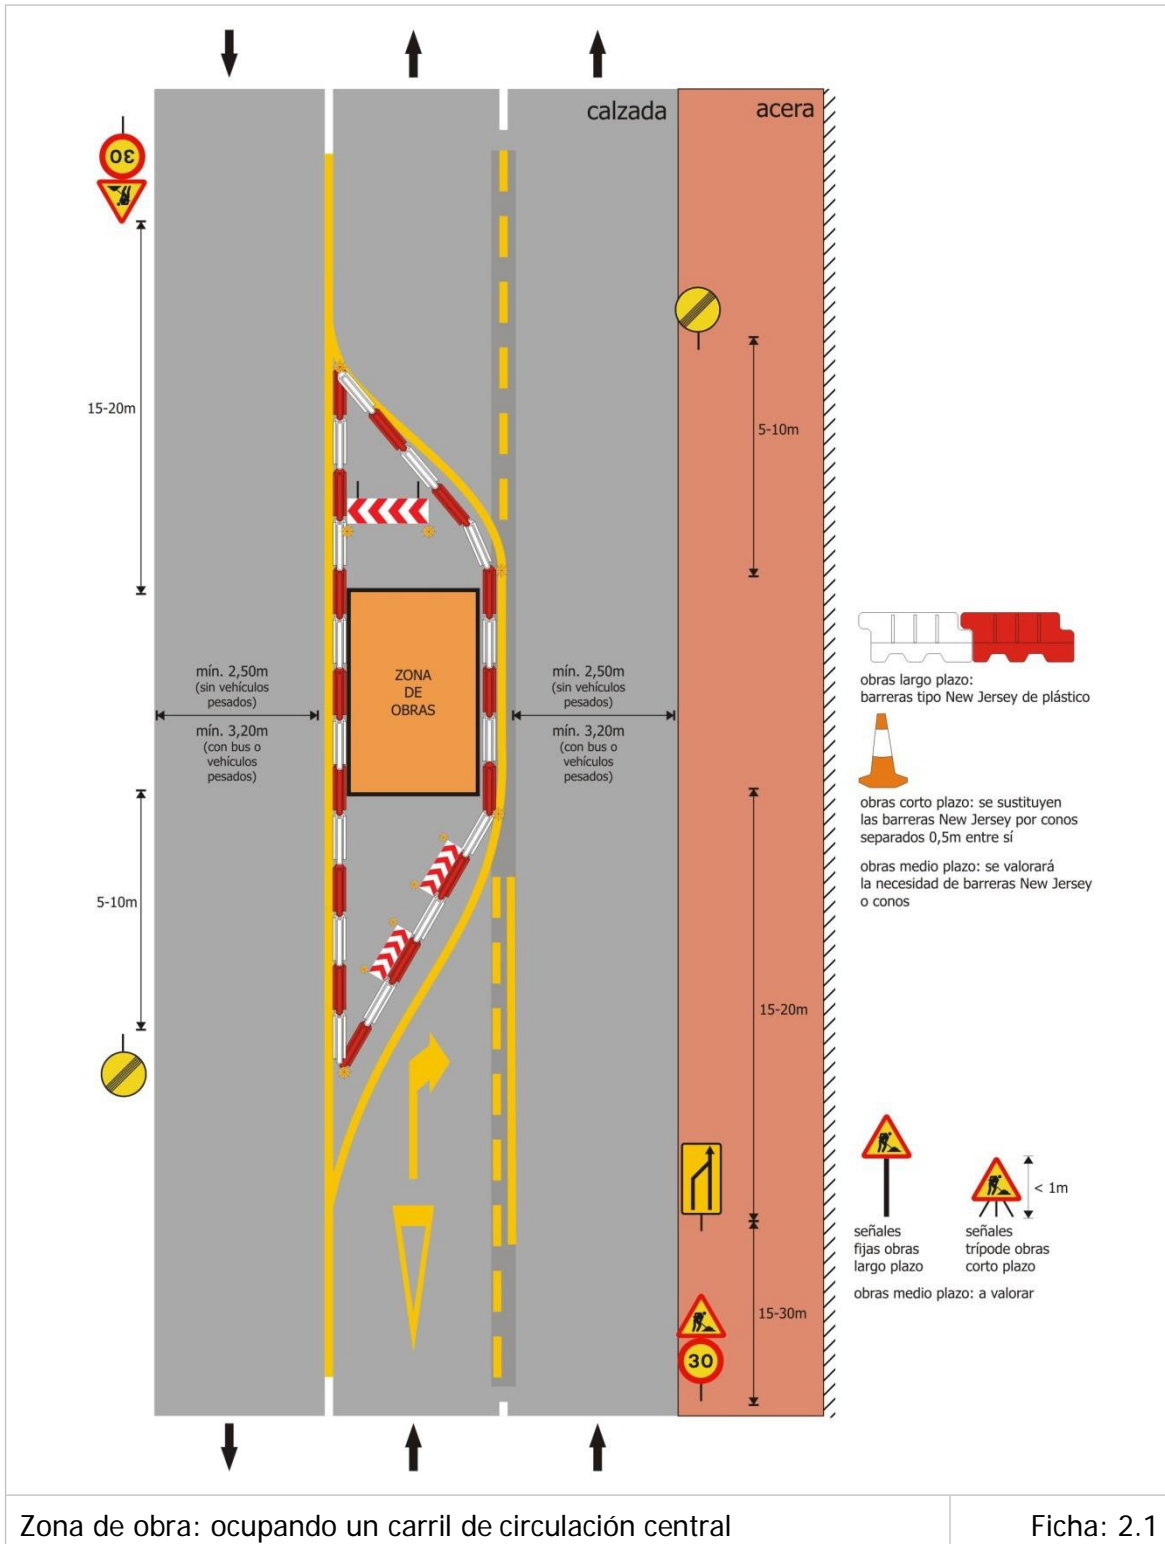 calzada
acera
30
15-20m
5-10m
mín. 2,50m
(sin vehículos
pesados)
mín. 3,20m
(con bus o
vehículos
pesados)
ZONA
DE
OBRAS
mín. 2,50m
(sin vehículos
pesados)
mín. 3,20m
(con bus o
vehículos
pesados)
obras largo plazo:
barreras tipo New Jersey de plástico
obras corto plazo: se sustituyen
las barreras New Jersey por conos
separados 0,5m entre sí
obras medio plazo: se valorará
la necesidad de barreras New Jersey
o conos
5-10m
15-20m
< 1m
señales
fijas obras
largo plazo
señales
trípode obras
corto plazo
obras medio plazo: a valorar
15-30m
30
Zona de obra: ocupando un carril de circulación central
Ficha: 2.1